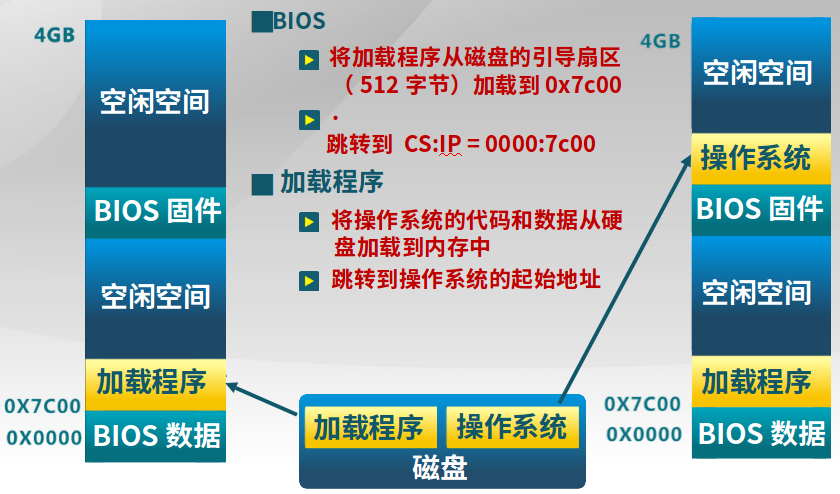 4GB
空闲空间
BIOS 固件
空闲空间
加载程序
0X7C00
0X0000
BIOS 数据
BIOS
将加载程序从磁盘的引导扇区
（ 512 字节）加载到 0x7c00
.
跳转到 CS:IP = 0000:7c00
加载程序
将操作系统的代码和数据从硬
盘加载到内存中
跳转到操作系统的起始地址
加载程序
操作系统
磁盘
4GB
空闲空间
操作系统
BIOS 固件
空闲空间
加载程序
0X7C00
0X0000
BIOS 数据